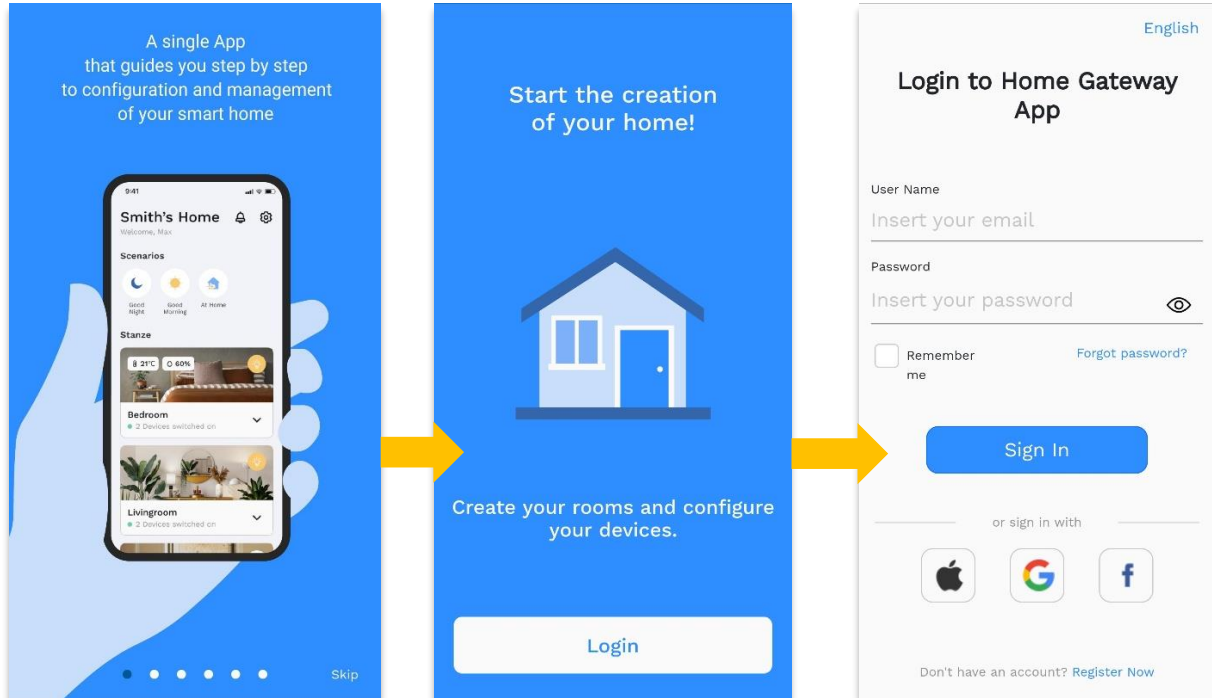 A single App
that guides you step by step
to configuration and management
of your smart home
9:41
Smith's Home
Welcome, Max
Scenarios
Good
Night
Good
Morning
At Home
Stanze
21°C
60%
Bedroom
2 Devices switched on
Livingroom
2 Devices switched on
Skip
Start the creation
of your home!
Create your rooms and configure
your devices.
Login
English
Login to Home Gateway
App
User Name
Insert your email
Password
Insert your password
Remember
me
Forgot password?
Sign In
or sign in with
Don't have an account? Register Now